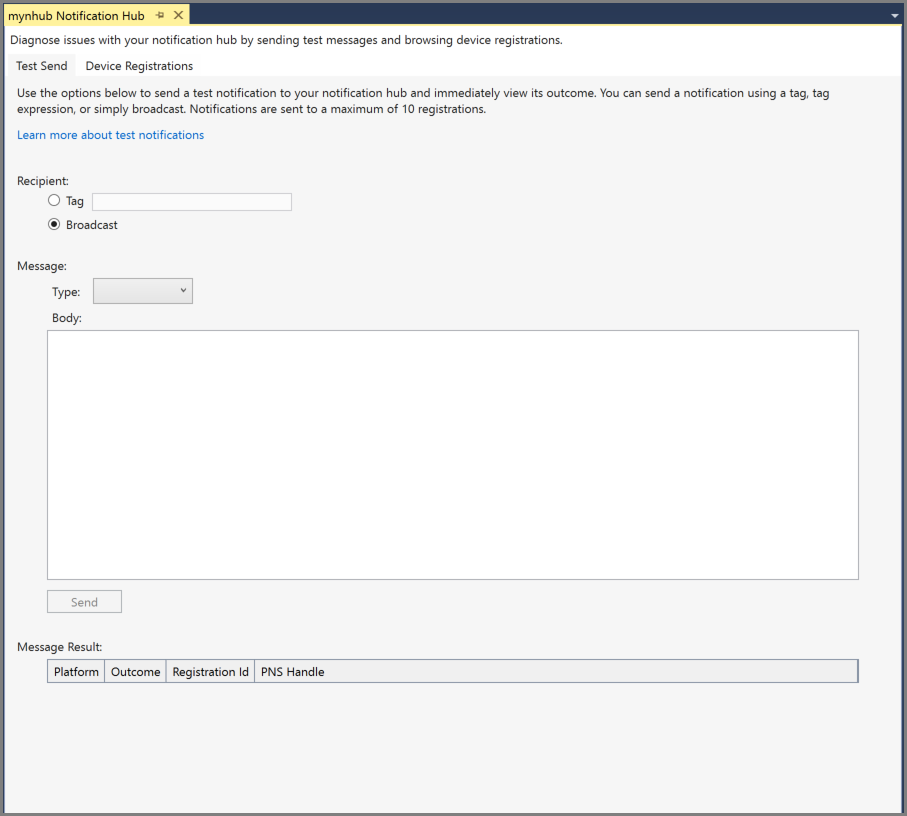 mynhub Notification Hub
Diagnose issues with your notification hub by sending test messages and browsing device registrations.
Test Send Device Registrations
Use the options below to send a test notification to your notification hub and immediately view its outcome. You can send a notification using a tag, tag
expression, or simply broadcast. Notifications are sent to a maximum of 10 registrations.
Learn more about test notifications
Recipient:
Tag
Broadcast
Message:
Type:
Body:
Send
Message Result:
Platform Outcome Registration Id PNS Handle